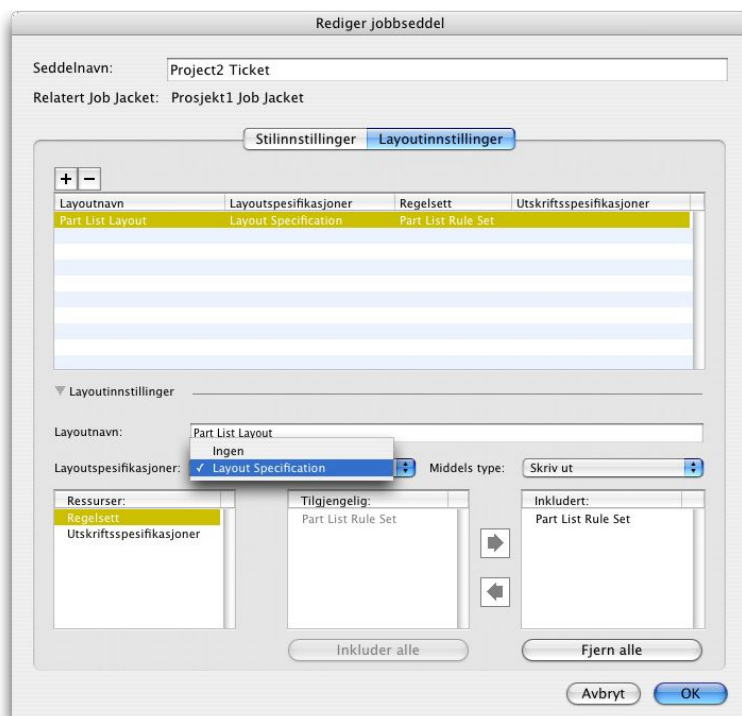 Rediger jobbseddel
Seddelnavn: Project2 Ticket
Relatert Job Jacket: Prosjekt1 Job Jacket
Stilinnstillinger Layoutinnstillinger
+ −
Layoutnavn Layoutspesifikasjoner Regelsett Utskriftsspesifikasjoner
Part List Layout Layout Specification Part List Rule Set
Layoutinnstillinger
Layoutnavn: Part List Layout
Ingen
Layoutspesifikasjoner: ✓ Layout Specification Middels type: Skriv ut
Ressurser: Tilgjengelig: Inkludert:
Regelsett Part List Rule Set Part List Rule Set
Utskriftsspesifikasjoner
Inkluder alle Fjern alle
Avbryt OK